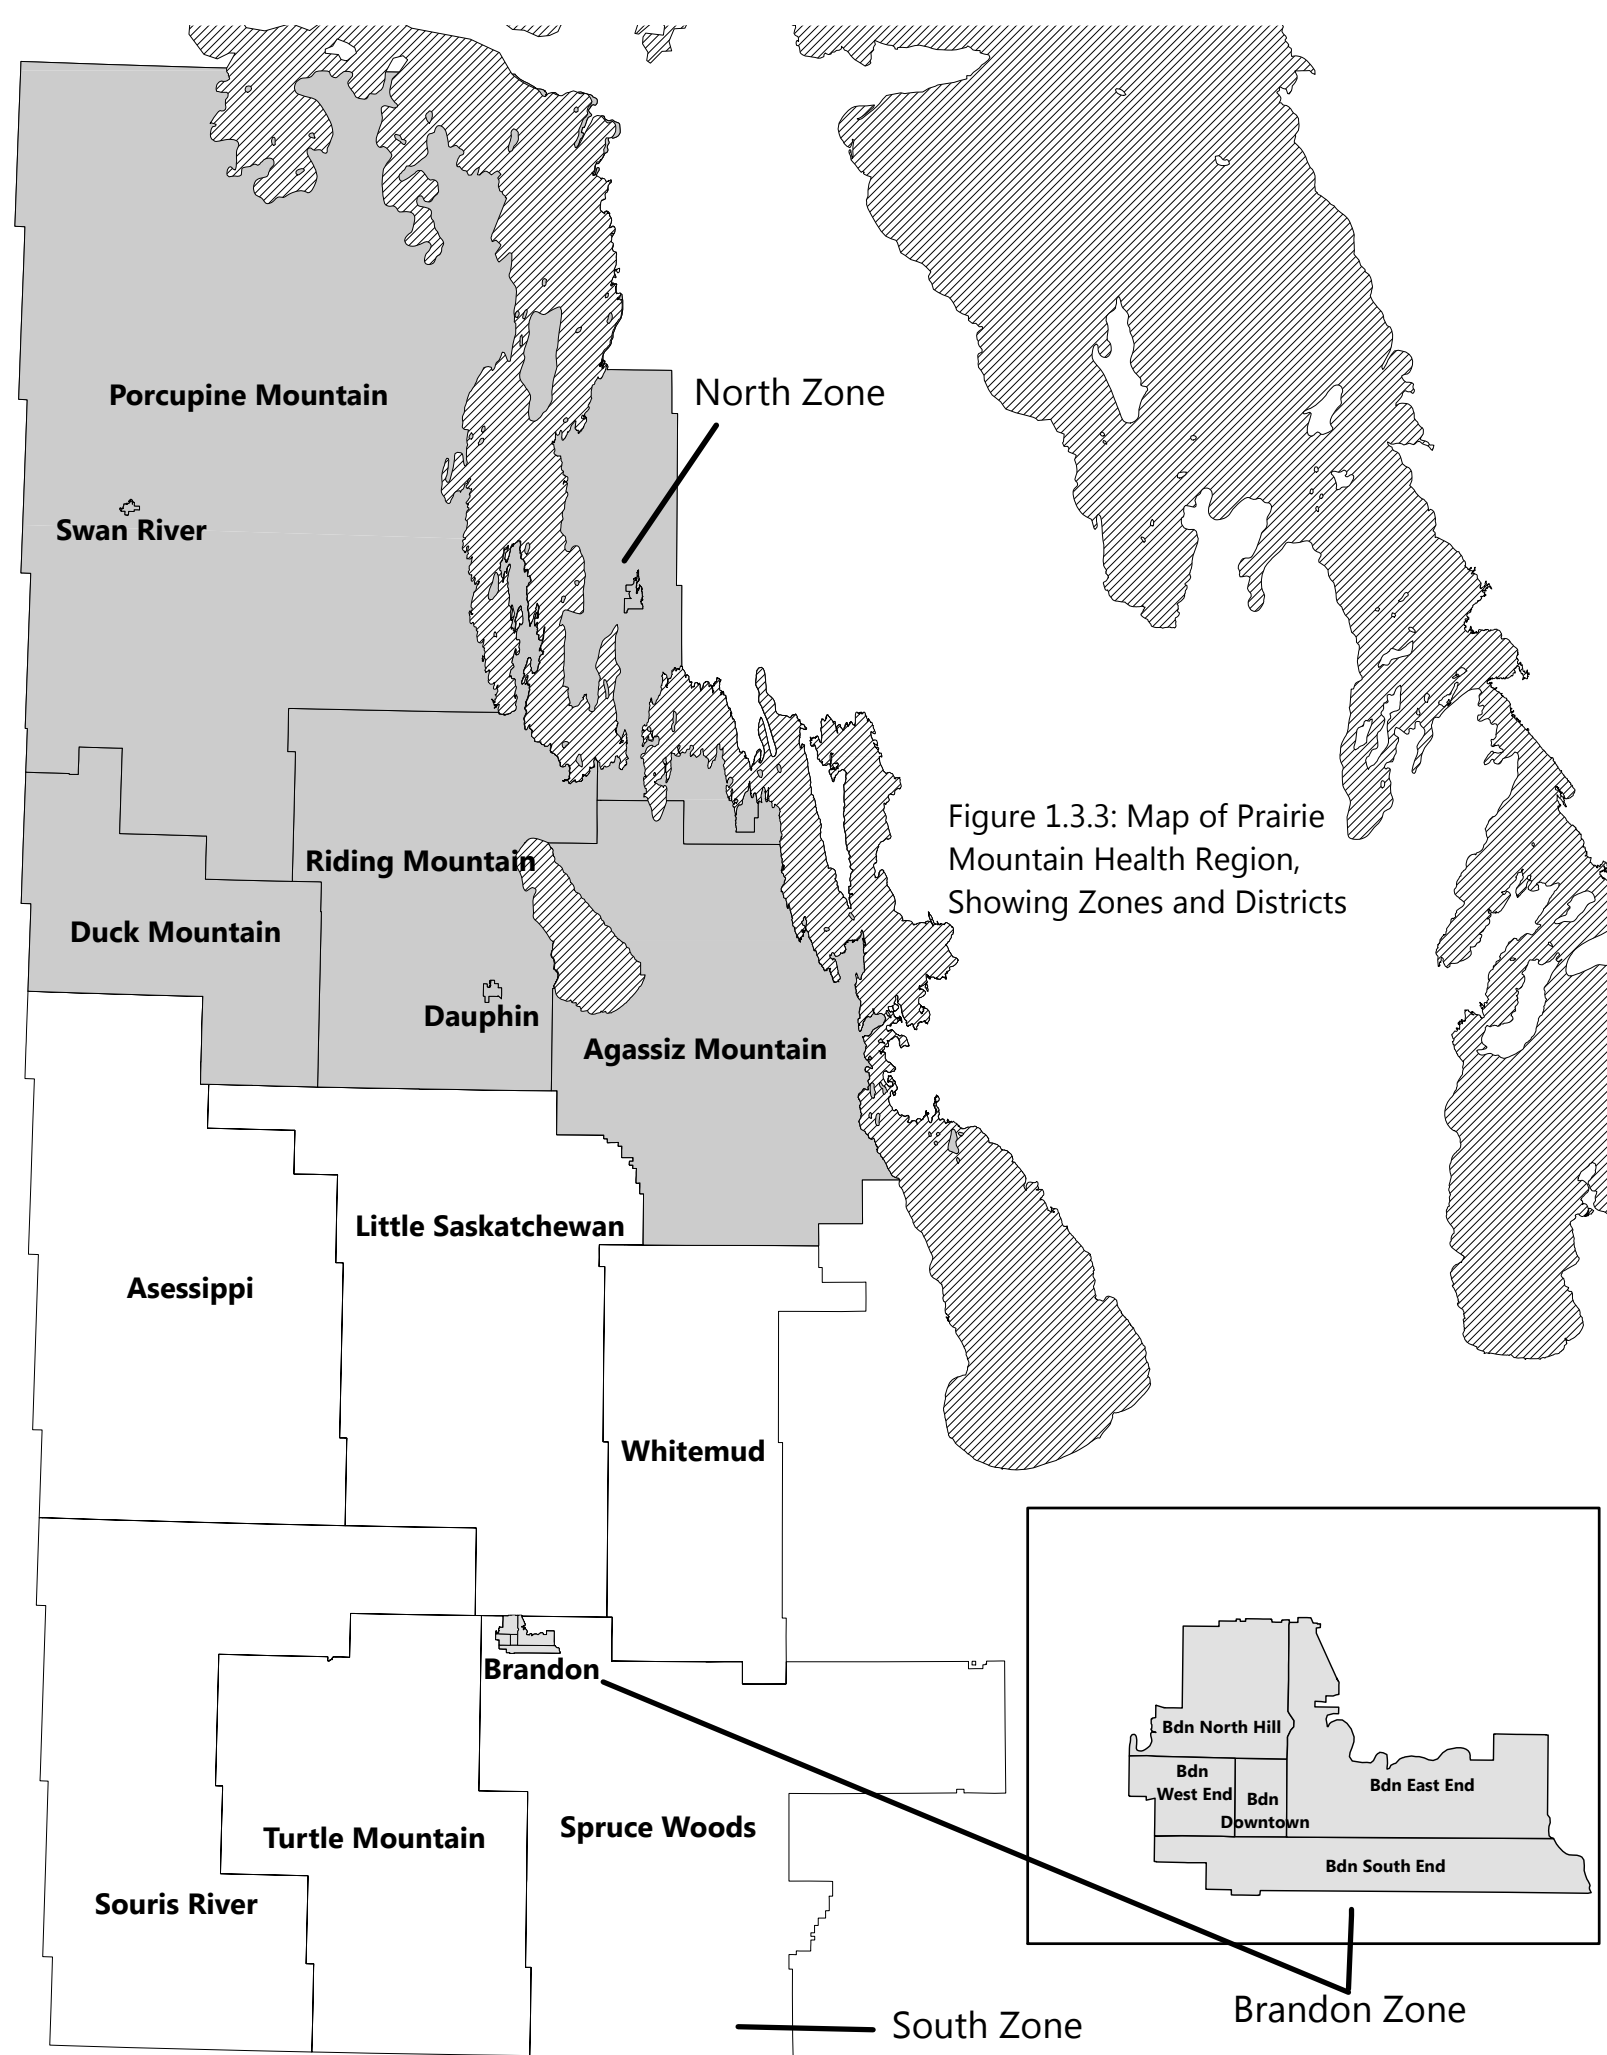 Porcupine Mountain
North Zone
Swan River
Figure 1.3.3: Map of Prairie
Mountain Health Region,
Showing Zones and Districts
Riding Mountain
Duck Mountain
Dauphin
Agassiz Mountain
Little Saskatchewan
Asessippi
Whitemud
Brandon
Bdn North Hill
Bdn
West End
Bdn East End
Bdn
Downtown
Bdn South End
Spruce Woods
Turtle Mountain
Souris River
Brandon Zone
South Zone